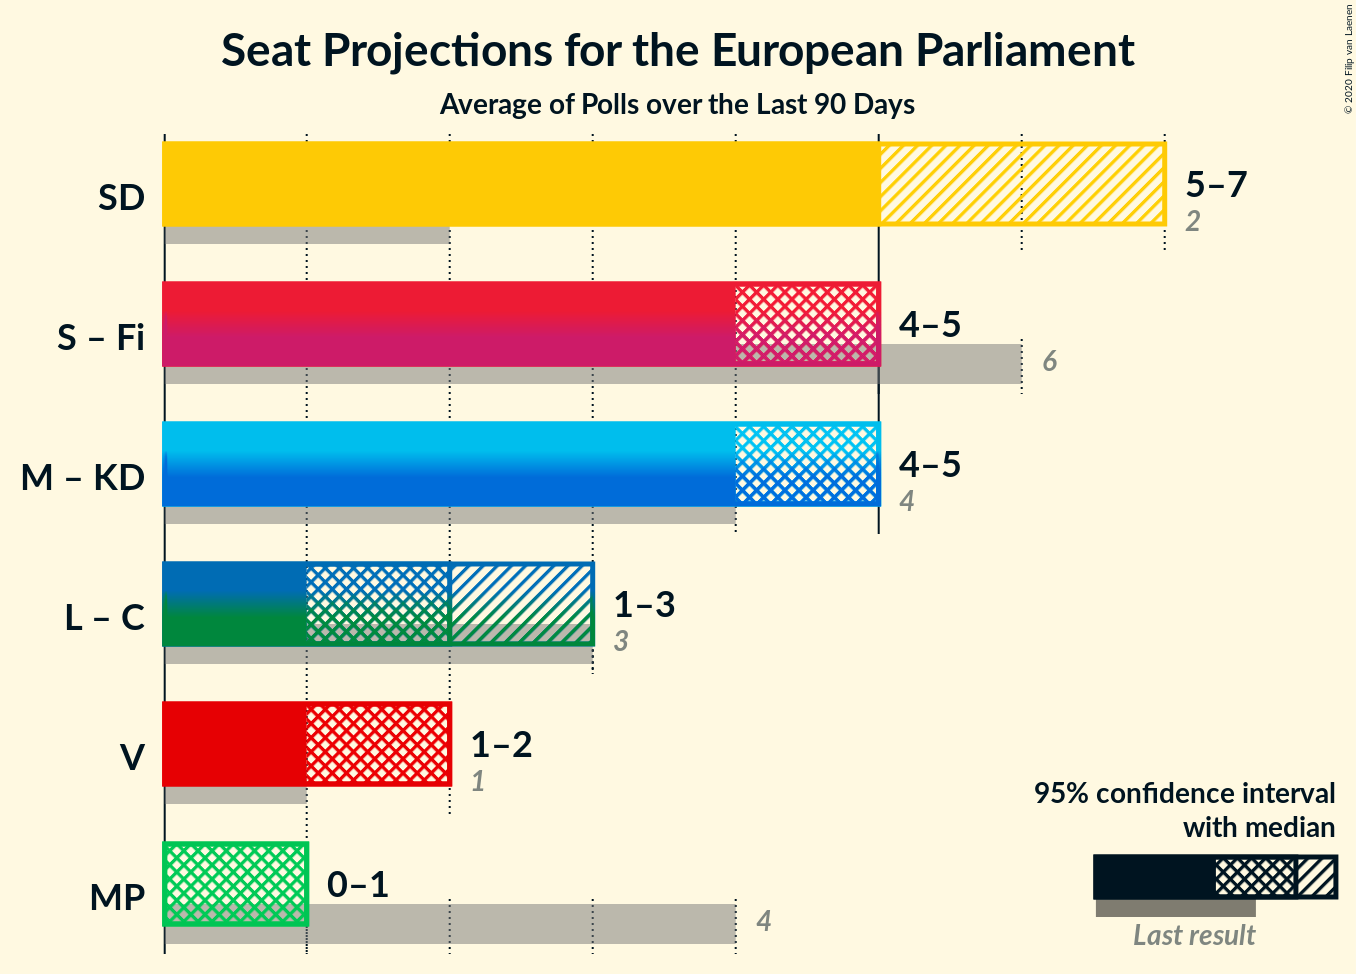 Seat Projections for the European Parliament
Average of Polls over the Last 90 Days
© 2020 Filip van Laenen
SD
5–7
2
S – Fi
4–5
6
M – KD
4–5
4
L – C
1–3
3
V
1–2
1
MP
0–1
4
95% confidence interval
with median
Last result